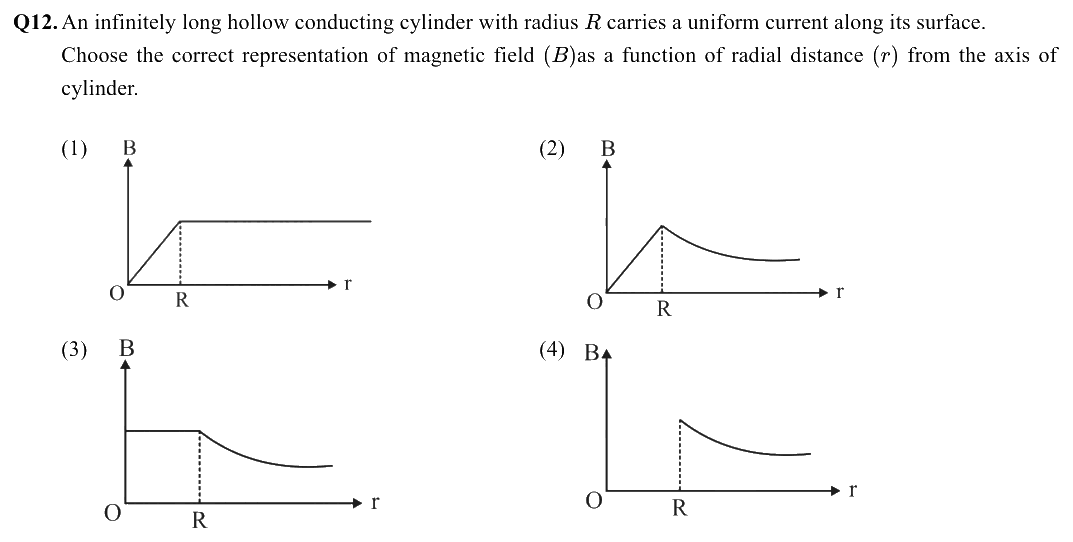 Q12. An infinitely long hollow conducting cylinder with radius R carries a uniform current along its surface.
Choose the correct representation of magnetic field (B)as a function of radial distance (r) from the axis of
cylinder.
(1) B
O R r
(2) B
O R r
(3) B
O R r
(4) B
O R r